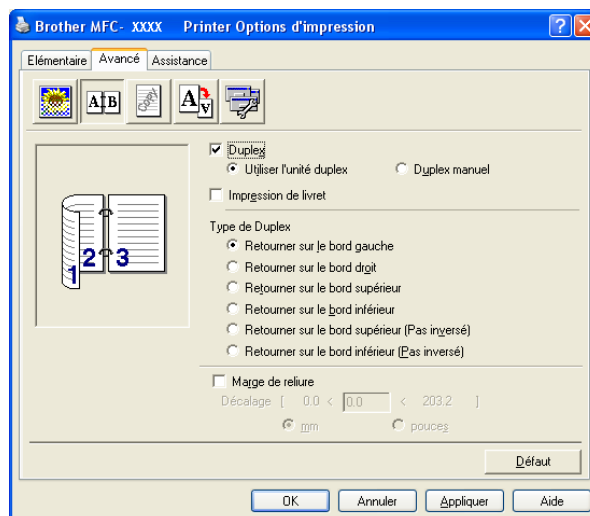 Brother MFC- XXXX Printer Options d'impression
Elémentaire Avancé Assistance
A B
A
Duplex
Utiliser l'unité duplex Duplex manuel
Impression de livret
Type de Duplex
Retourner sur le bord gauche
Retourner sur le bord droit
Retourner sur le bord supérieur
Retourner sur le bord inférieur
Retourner sur le bord supérieur (Pas inversé)
Retourner sur le bord inférieur (Pas inversé)
1 2 3
Marge de reliure
Décalage [ 0.0 < 0.0 < 203.2 ]
mm pouces
Défaut
OK Annuler Appliquer Aide